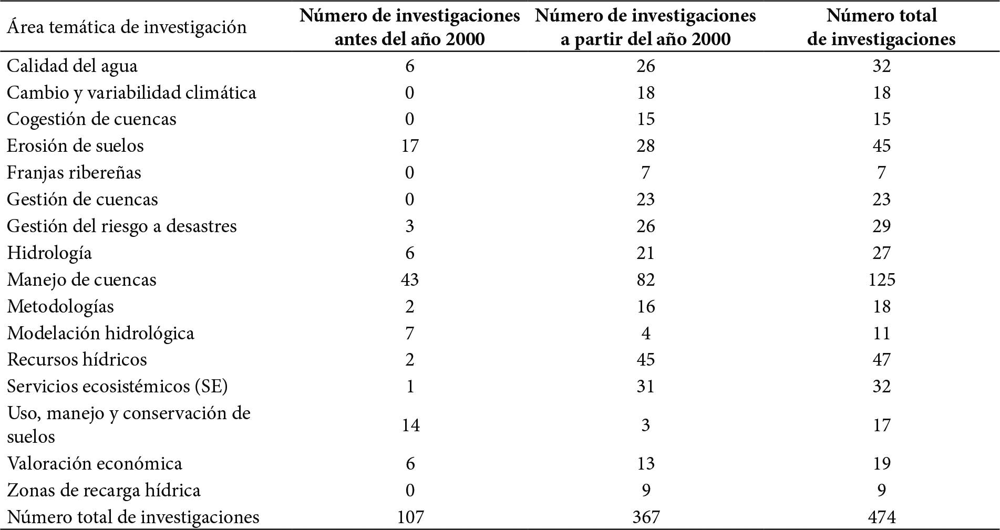 Área temática de investigación Número de investigaciones antes del año 2000 Número de investigaciones a partir del año 2000 Número total de investigaciones
Calidad del agua 6 26 32
Cambio y variabilidad climática 0 18 18
Cogestión de cuencas 0 15 15
Erosión de suelos 17 28 45
Franjas ribereñas 0 7 7
Gestión de cuencas 0 23 23
Gestión del riesgo a desastres 3 26 29
Hidrología 6 21 27
Manejo de cuencas 43 82 125
Metodologías 2 16 18
Modelación hidrológica 7 4 11
Recursos hídricos 2 45 47
Servicios ecosistémicos (SE) 1 31 32
Uso, manejo y conservación de suelos 14 3 17
Valoración económica 6 13 19
Zonas de recarga hídrica 0 9 9
Número total de investigaciones 107 367 474